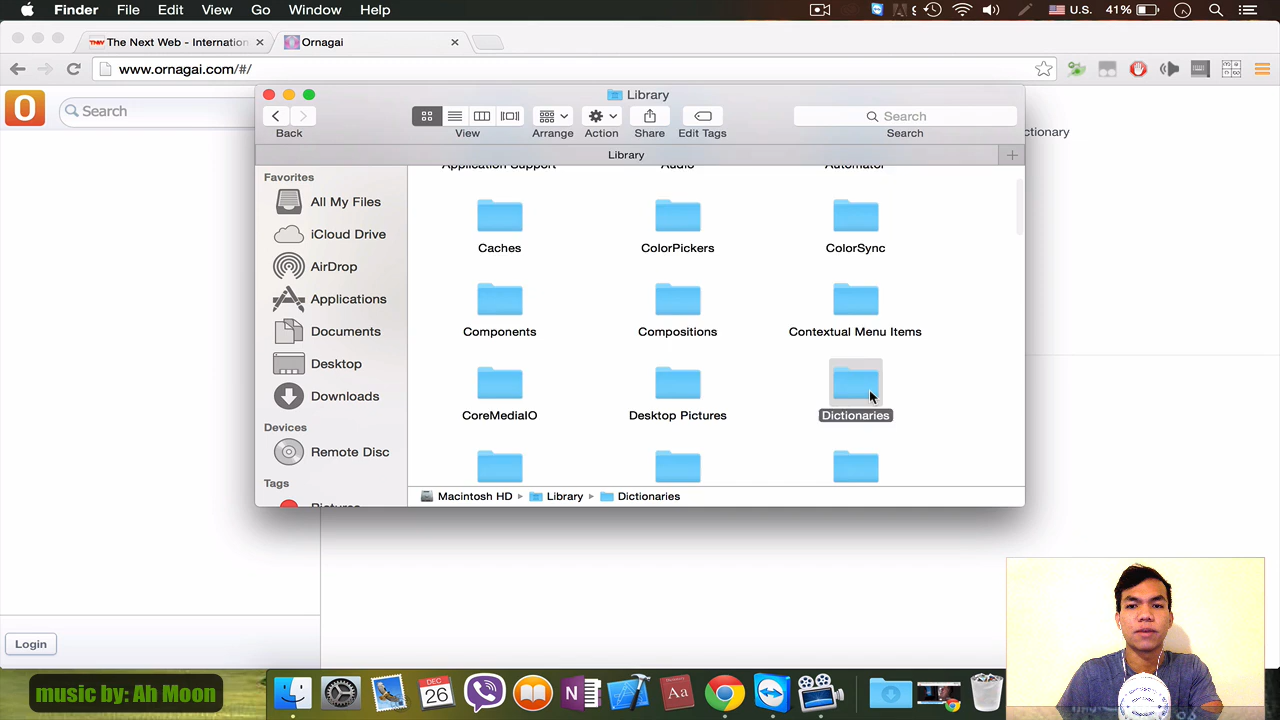 Finder File Edit View Go Window Help
U.S. 41%
The Next Web - Internation
Ornagai
www.ornagai.com/#/
O
Search
ctionary
Library
Back
View
Arrange
Action
Share
Edit Tags
Search
Search
Library
Favorites
All My Files
iCloud Drive
AirDrop
Applications
Documents
Desktop
Downloads
Devices
Remote Disc
Tags
Pictures
Application Support
Audio
Automator
Caches
ColorPickers
ColorSync
Components
Compositions
Contextual Menu Items
CoreMediaIO
Desktop Pictures
Dictionaries
Macintosh HD
Library
Dictionaries
Login
music by: Ah Moon
DEC
26
N
Aa